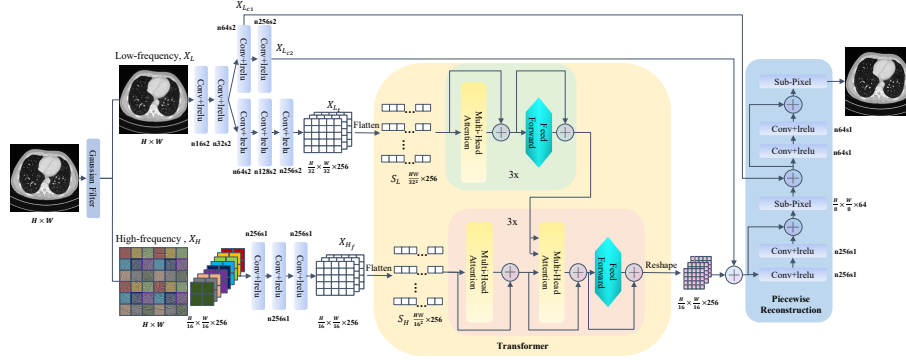 X_{L_{c1}}
n64s2
n256s2
X_{L_{c2}}
Low-frequency, X_L
Conv+lrelu
Conv+lrelu
Conv+lrelu
Conv+lrelu
Conv+lrelu
Conv+lrelu
Conv+lrelu
H × W
n16s2
n32s2
n64s2
n128s2
n256s2
X_{L_f}
H/32 × W/32 ×256
Flatten
S_L HW/32² ×256
Multi-Head
Attention
Feed
Forward
3x
Gaussian Filter
H × W
High-frequency , X_H
H × W
H/16 × W/16 ×256
n256s1
n256s1
Conv+lrelu
Conv+lrelu
Conv+lrelu
n256s1
X_{H_f}
H/16 × W/16 ×256
Flatten
S_H HW/16² ×256
3x
Multi-Head
Attention
Multi-Head
Attention
Feed
Forward
Reshape
H/16 × W/16 ×256
Transformer
Sub-Pixel
Conv+lrelu
n64s1
Conv+lrelu
n64s1
Sub-Pixel
H/8 × W/8 ×64
Conv+lrelu
n256s1
Conv+lrelu
n256s1
Piecewise
Reconstruction
H × W